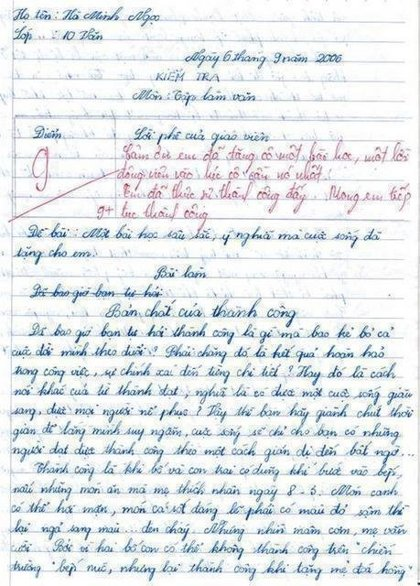 Họ tên : Hà Minh Ngọc
Lớp : 10 Văn
Ngày 6 tháng 9 năm 2006
KIỂM TRA
Môn : Tập làm văn
Điểm Lời phê của giáo viên
9 Cảm ơn em đã tặng cô một bài học, một lời
động viên vào lúc cô cần nó nhất.
Em đã thực sự thành công đấy. Mong em tiếp
9+ tục thành công
Đề bài : Một bài học sâu sắc, ý nghĩa mà cuộc sống đã
tặng cho em.
Bài làm
Đã bao giờ bạn tự hỏi
Bản chất của thành công
Đã bao giờ bạn tự hỏi thành công là gì mà bao kẻ bỏ cả
cuộc đời mình theo đuổi ? Phải chăng đó là kết quả hoàn hảo
trong công việc, sự chính xác đến từng chi tiết ? Hay đó là cách
nói khác của từ thành đạt, nghĩa là có được một cuộc sống giàu
sang, được mọi người nể phục ? Vậy thì bạn hãy giành chút thời
gian để lặng mình suy ngẫm, cuộc sống sẽ chỉ cho bạn có những
người đạt được thành công theo một cách giản dị đến bất ngờ...
Thành công là khi bố và con trai có dũng khí bước vào bếp
nấu những món ăn mà mẹ thích nhân ngày 8 - 3. Món canh
có thể hơi mặn, món cá sốt đáng lẽ phải có màu đỏ sậm thì
lại ngả sang màu ... đen cháy. Nhưng nhìn mâm cơm, mẹ vẫn
cười. Bởi vì hai bố con có thể không thành công trên chiến
trường bếp núc, nhưng lại thành công khi tặng mẹ đoá hồng